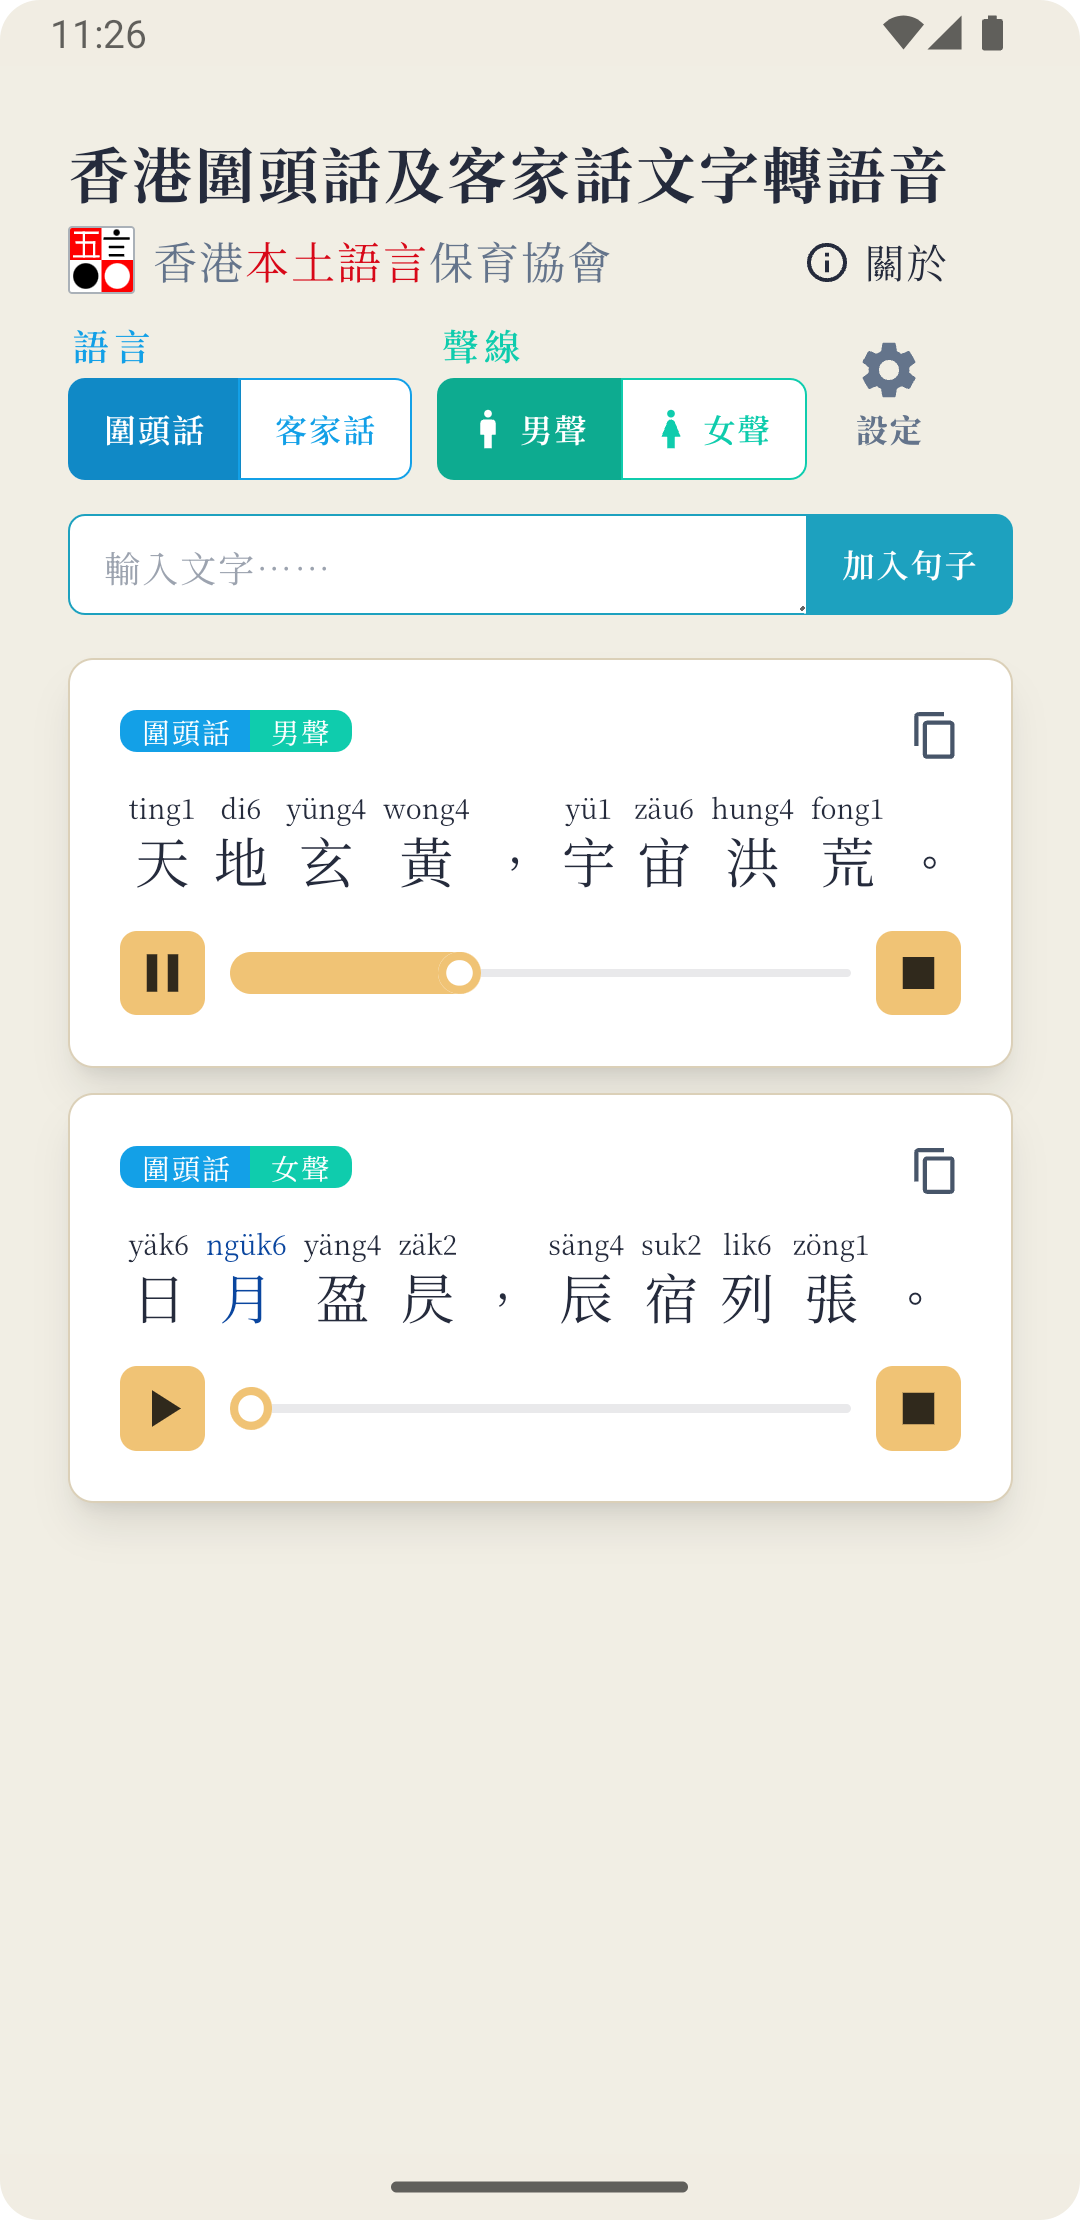 11:26
香港圍頭話及客家話文字轉語音
五言
香港本土語言保育協會
關於
語言
聲線
圍頭話
客家話
男聲
女聲
設定
輸入文字⋯⋯
加入句子
圍頭話 男聲
ting1 di6 yüng4 wong4 yü1 zäu6 hung4 fong1
天地玄黃，宇宙洪荒。
圍頭話 女聲
yäk6 ngük6 yäng4 zäk2 säng4 suk2 lik6 zöng1
日月盈昃，辰宿列張。